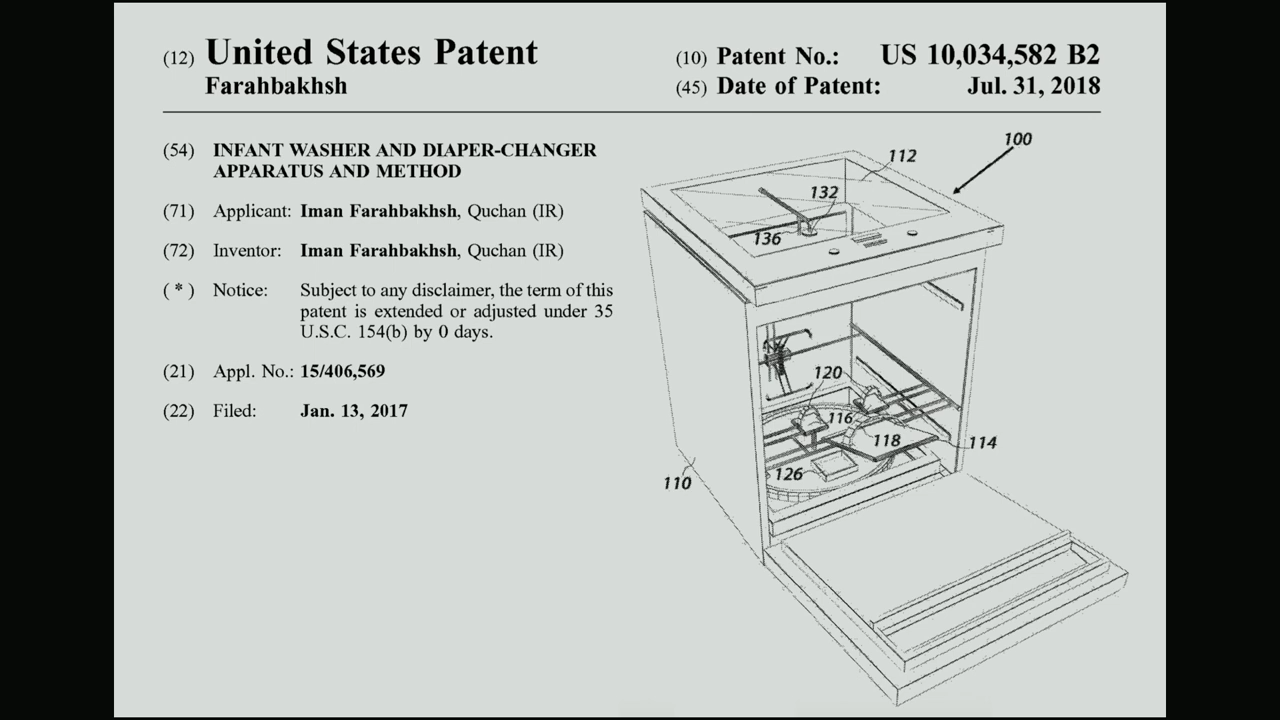 (12) United States Patent
Farahbakhsh
(10) Patent No.: US 10,034,582 B2
(45) Date of Patent: Jul. 31, 2018
(54) INFANT WASHER AND DIAPER-CHANGER
APPARATUS AND METHOD
(71) Applicant: Iman Farahbakhsh, Quchan (IR)
(72) Inventor: Iman Farahbakhsh, Quchan (IR)
( * ) Notice: Subject to any disclaimer, the term of this
patent is extended or adjusted under 35
U.S.C. 154(b) by 0 days.
(21) Appl. No.: 15/406,569
(22) Filed: Jan. 13, 2017
100
112
132
136
120
116
118
114
126
110